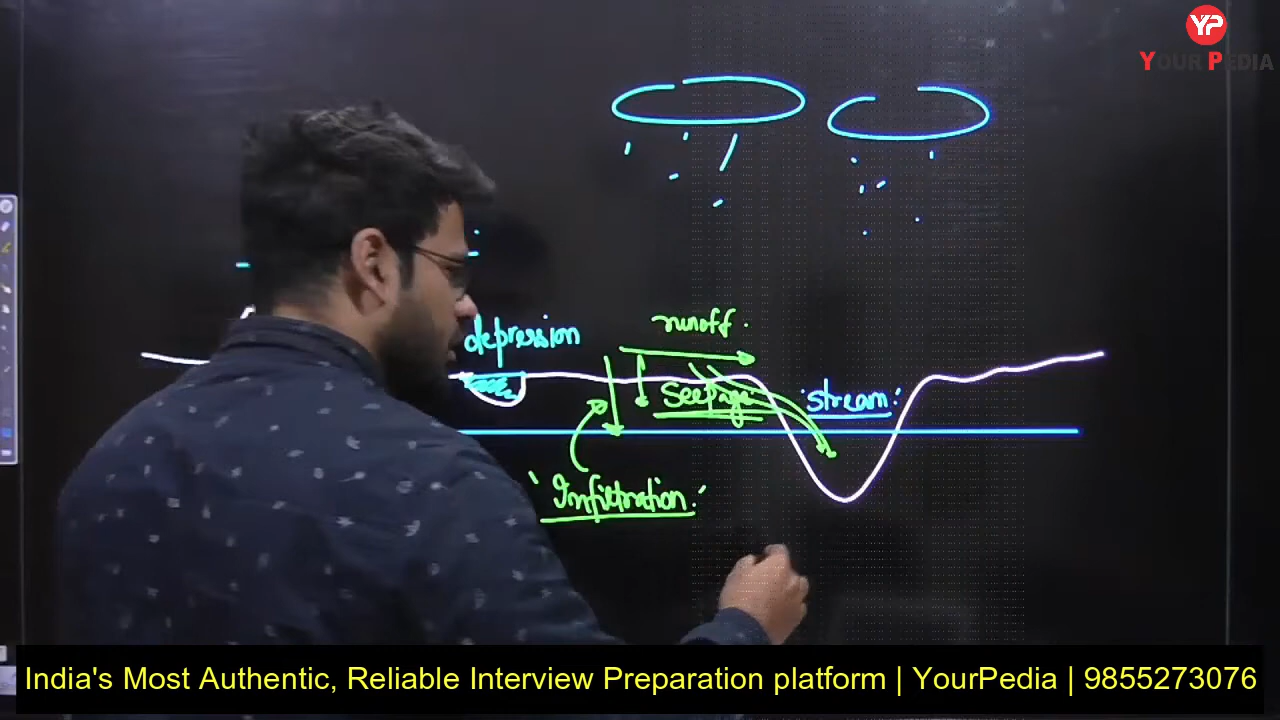 YP
YOUR PEDIA
runoff.
depression
seepage
'stream.'
'Infiltration.'
India's Most Authentic, Reliable Interview Preparation platform | YourPedia | 9855273076